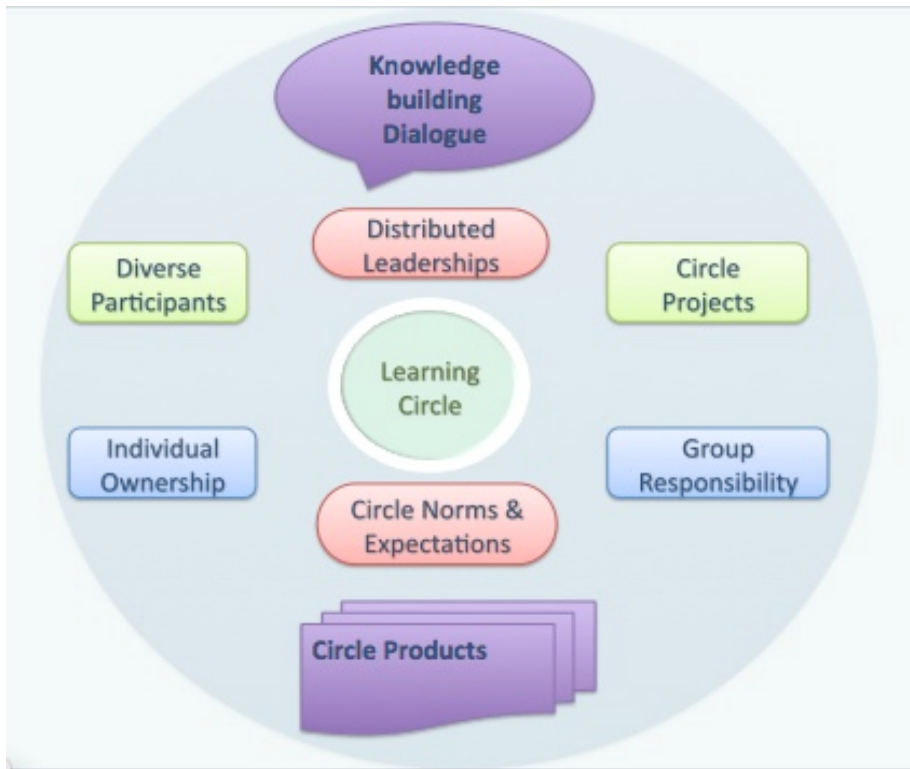 Knowledge
building
Dialogue
Distributed
Leaderships
Diverse
Participants
Circle
Projects
Learning
Circle
Individual
Ownership
Group
Responsibility
Circle Norms &
Expectations
Circle Products